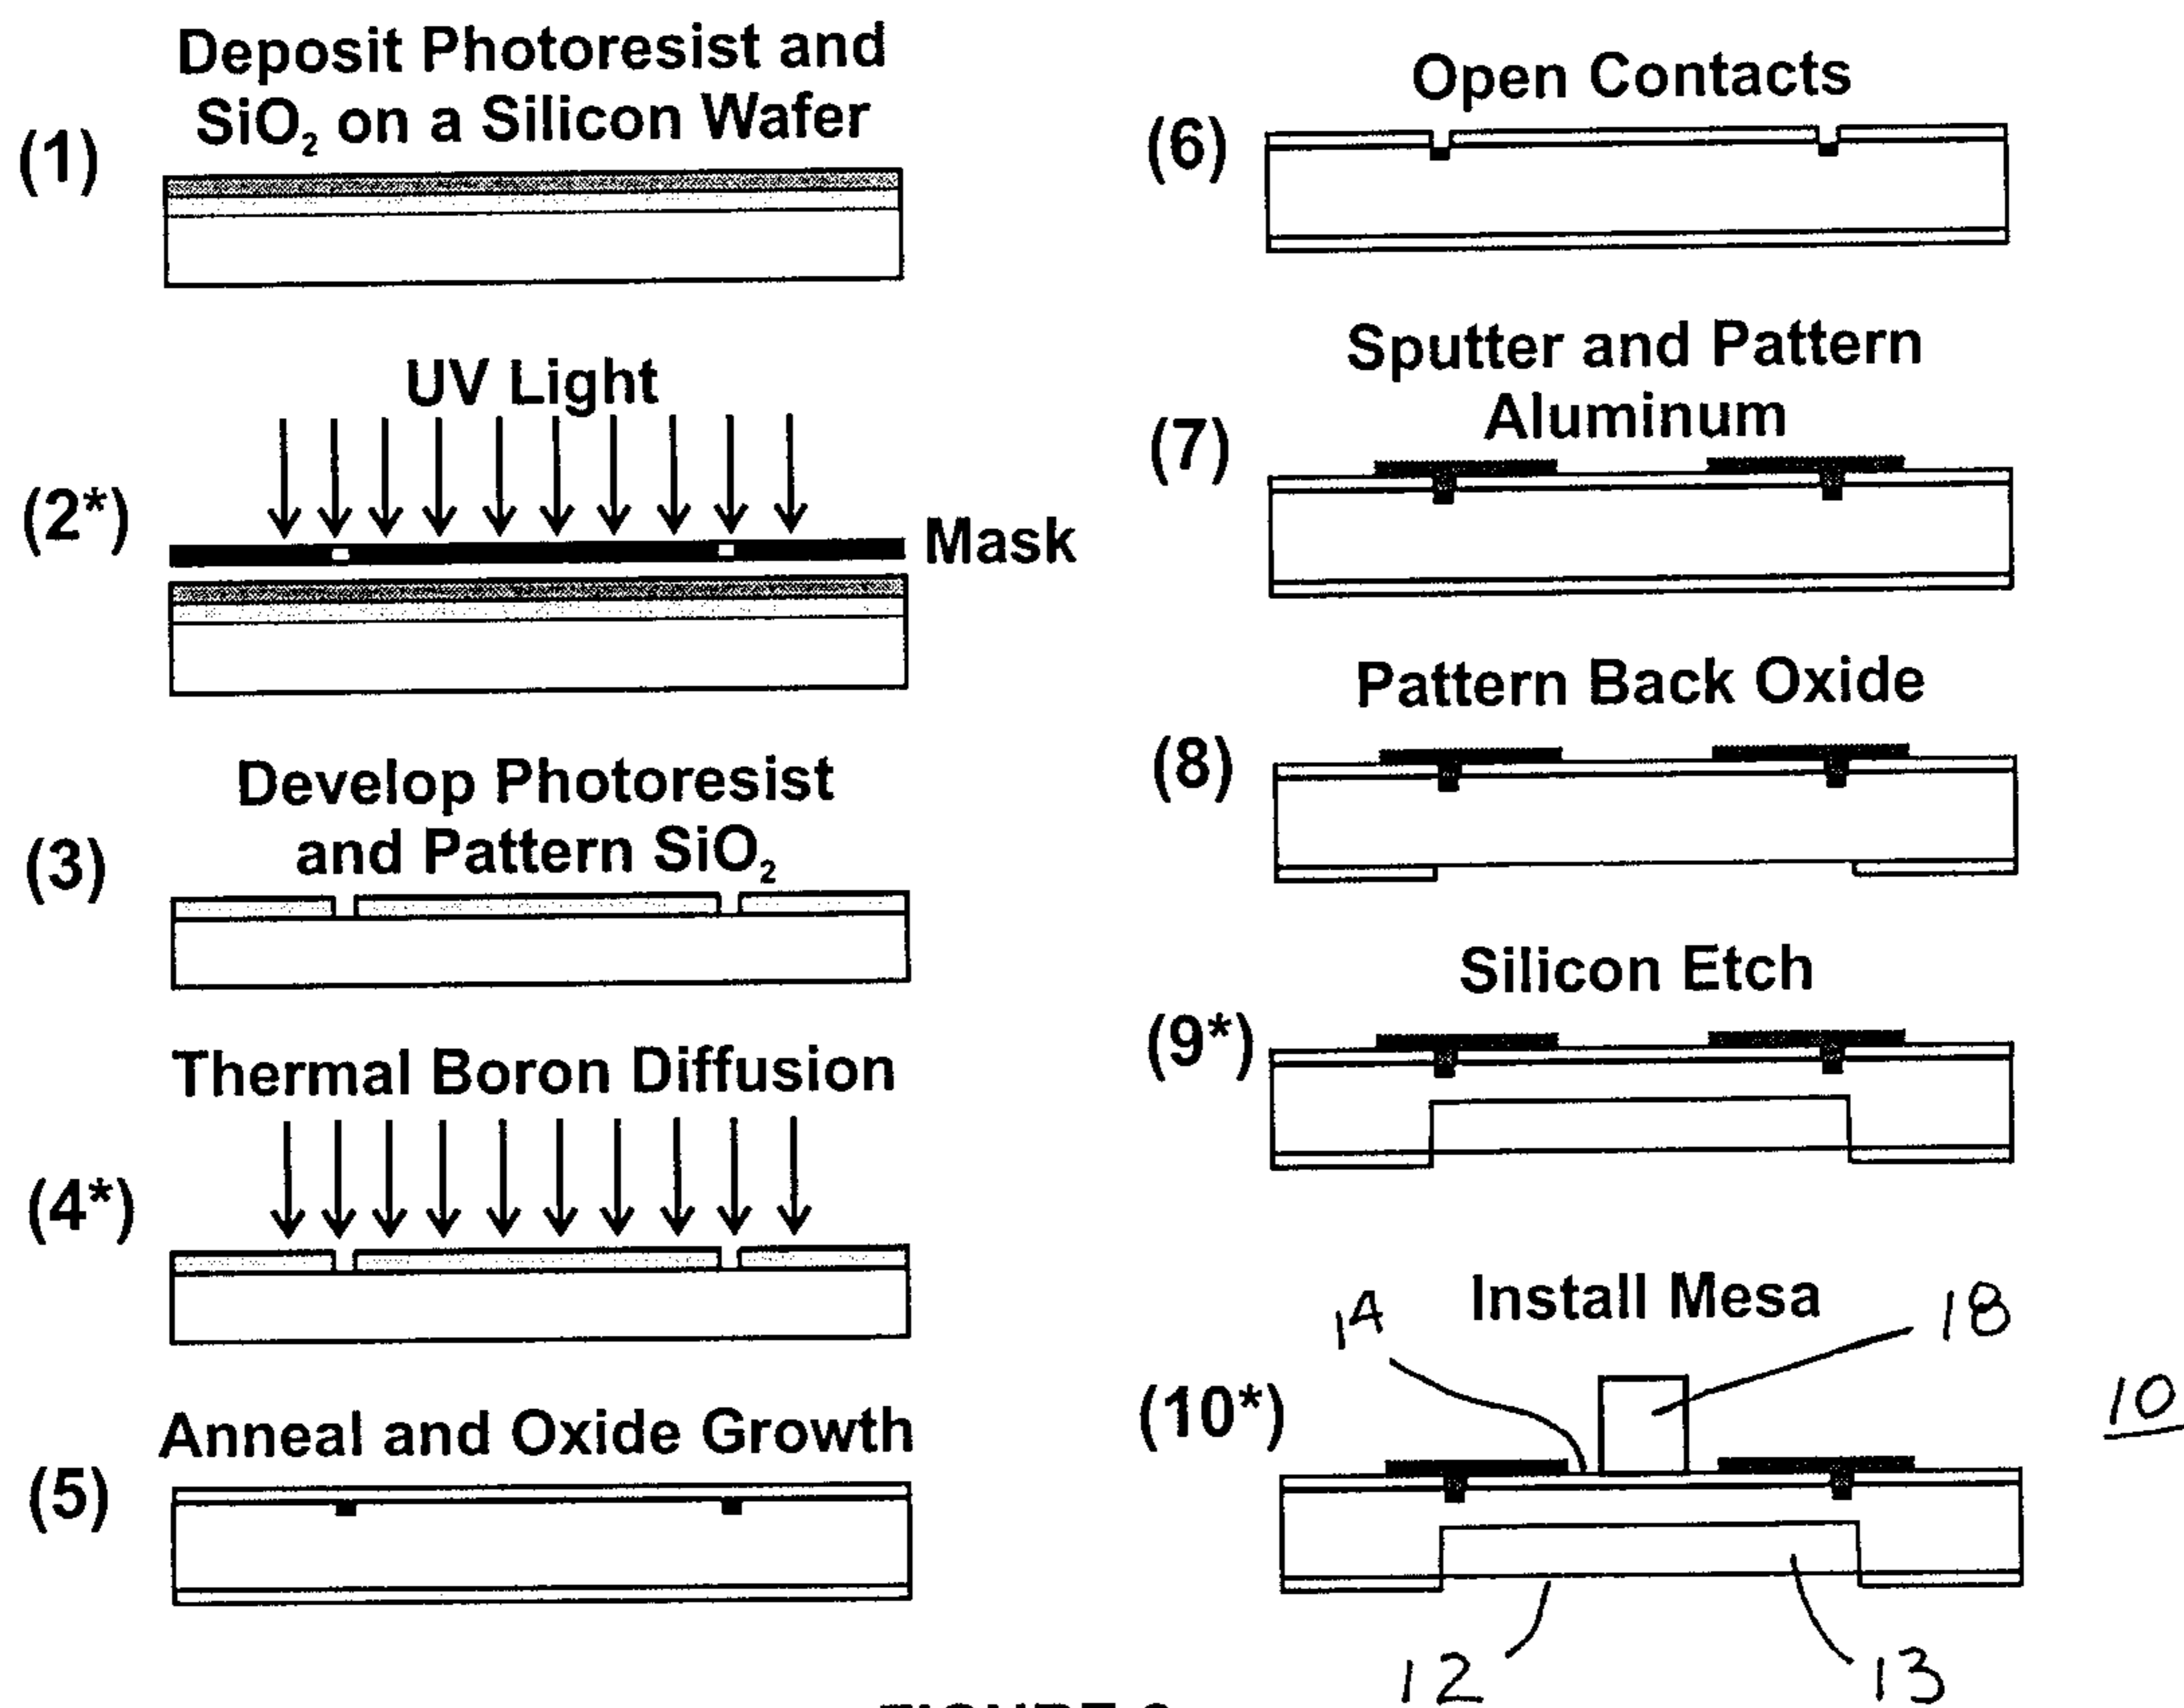 Deposit Photoresist and
SiO₂ on a Silicon Wafer
(1)
UV Light
(2*)
Mask
Develop Photoresist
and Pattern SiO₂
(3)
Thermal Boron Diffusion
(4*)
Anneal and Oxide Growth
(5)
Open Contacts
(6)
Sputter and Pattern
Aluminum
(7)
Pattern Back Oxide
(8)
Silicon Etch
(9*)
Install Mesa
14
18
(10*)
10
12
13